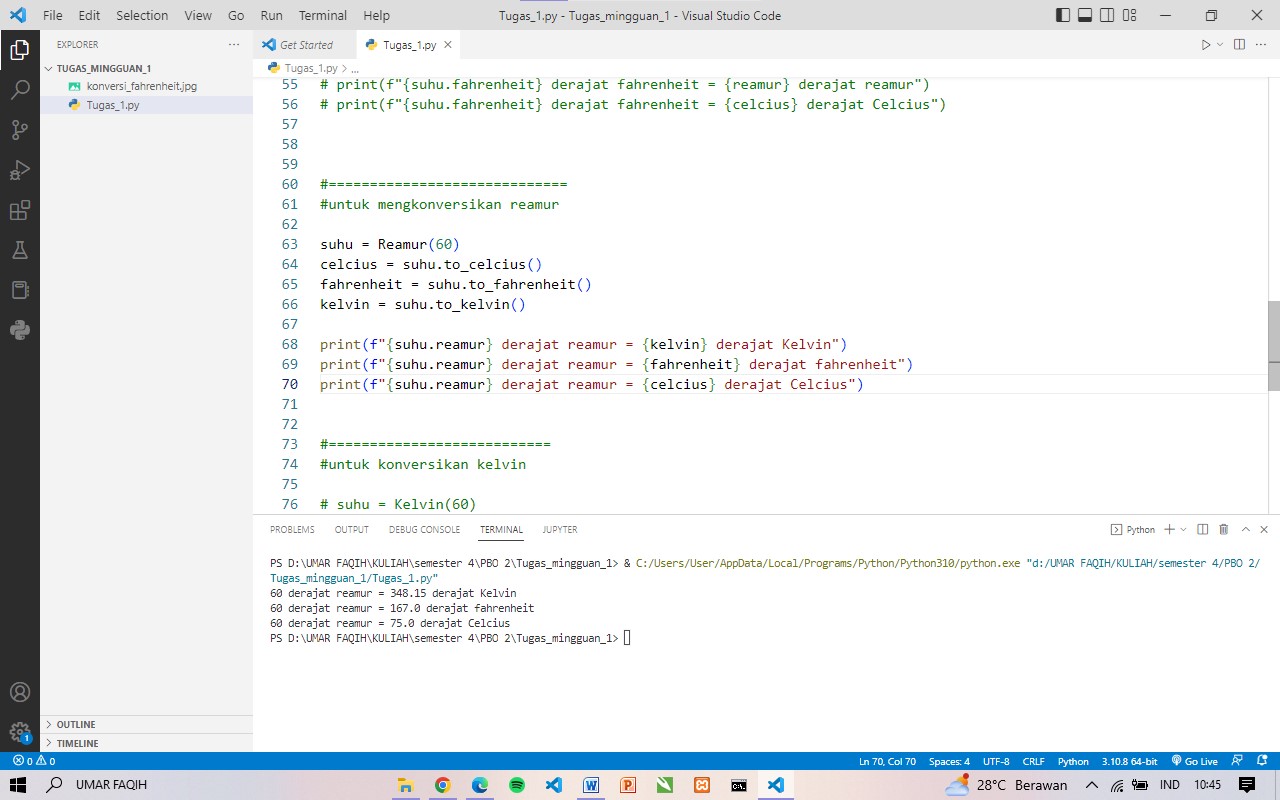 File Edit Selection View Go Run Terminal Help Tugas_1.py - Tugas_mingguan_1 - Visual Studio Code
EXPLORER
TUGAS_MINGGUAN_1
konversi_fahrenheit.jpg
Tugas_1.py
OUTLINE
TIMELINE
Get Started Tugas_1.py
Tugas_1.py > ...
55 # print(f"{suhu.fahrenheit} derajat fahrenheit = {reamur} derajat reamur")
56 # print(f"{suhu.fahrenheit} derajat fahrenheit = {celcius} derajat Celcius")
57
58
59
60 #=============================
61 #untuk mengkonversikan reamur
62
63 suhu = Reamur(60)
64 celcius = suhu.to_celcius()
65 fahrenheit = suhu.to_fahrenheit()
66 kelvin = suhu.to_kelvin()
67
68 print(f"{suhu.reamur} derajat reamur = {kelvin} derajat Kelvin")
69 print(f"{suhu.reamur} derajat reamur = {fahrenheit} derajat fahrenheit")
70 print(f"{suhu.reamur} derajat reamur = {celcius} derajat Celcius")
71
72
73 #===========================
74 #untuk konversikan kelvin
75
76 # suhu = Kelvin(60)
PROBLEMS OUTPUT DEBUG CONSOLE TERMINAL JUPYTER Python
PS D:\UMAR FAQIH\KULIAH\semester 4\PBO 2\Tugas_mingguan_1> & C:/Users/User/AppData/Local/Programs/Python/Python310/python.exe "d:/UMAR FAQIH/KULIAH/semester 4/PBO 2/
Tugas_mingguan_1/Tugas_1.py"
60 derajat reamur = 348.15 derajat Kelvin
60 derajat reamur = 167.0 derajat fahrenheit
60 derajat reamur = 75.0 derajat Celcius
PS D:\UMAR FAQIH\KULIAH\semester 4\PBO 2\Tugas_mingguan_1>
1
0 0 Ln 70, Col 70 Spaces: 4 UTF-8 CRLF Python 3.10.8 64-bit Go Live
UMAR FAQIH 28°C Berawan IND 10:45